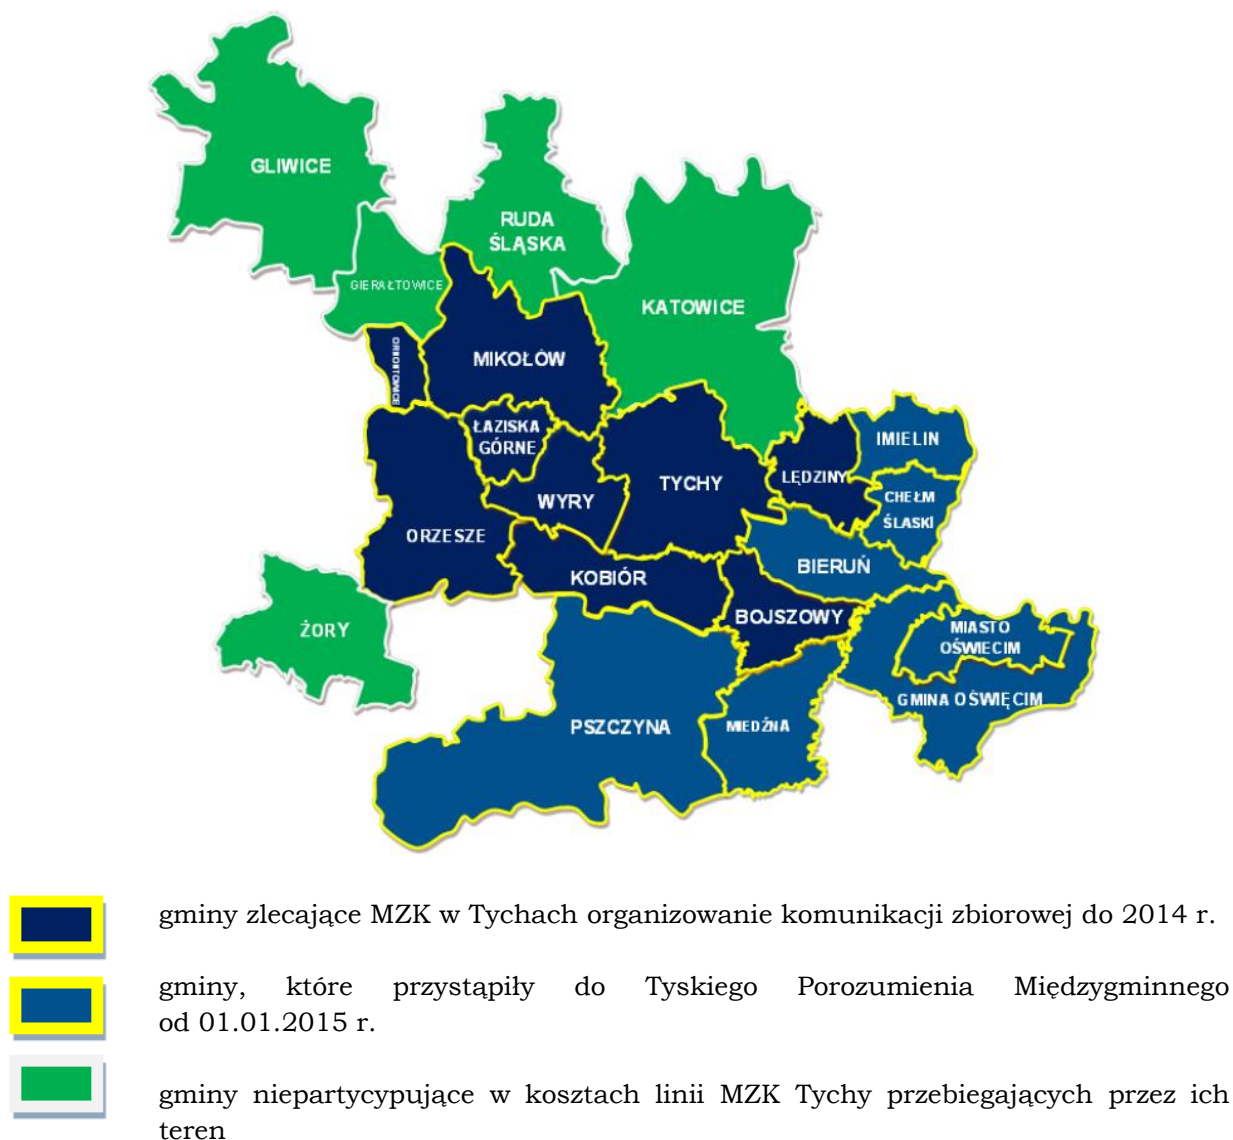 GLIWICE
RUDA
ŚLĄSKA
GIERAŁTOWICE
KATOWICE
ORNONTOWICE
MIKOŁÓW
ŁAZISKA
GÓRNE
IMIELIN
TYCHY
LĘDZINY
WYRY
CHEŁM
ŚLASKI
ORZESZE
BIERUŃ
KOBIÓR
BOJSZOWY
ŻORY
MIASTO
OŚWIECIM
GMINA OŚWIĘCIM
PSZCZYNA
MIEDŹNA
gminy zlecające MZK w Tychach organizowanie komunikacji zbiorowej do 2014 r.
gminy, które przystąpiły do Tyskiego Porozumienia Międzygminnego
od 01.01.2015 r.
gminy niepartycypujące w kosztach linii MZK Tychy przebiegających przez ich
teren